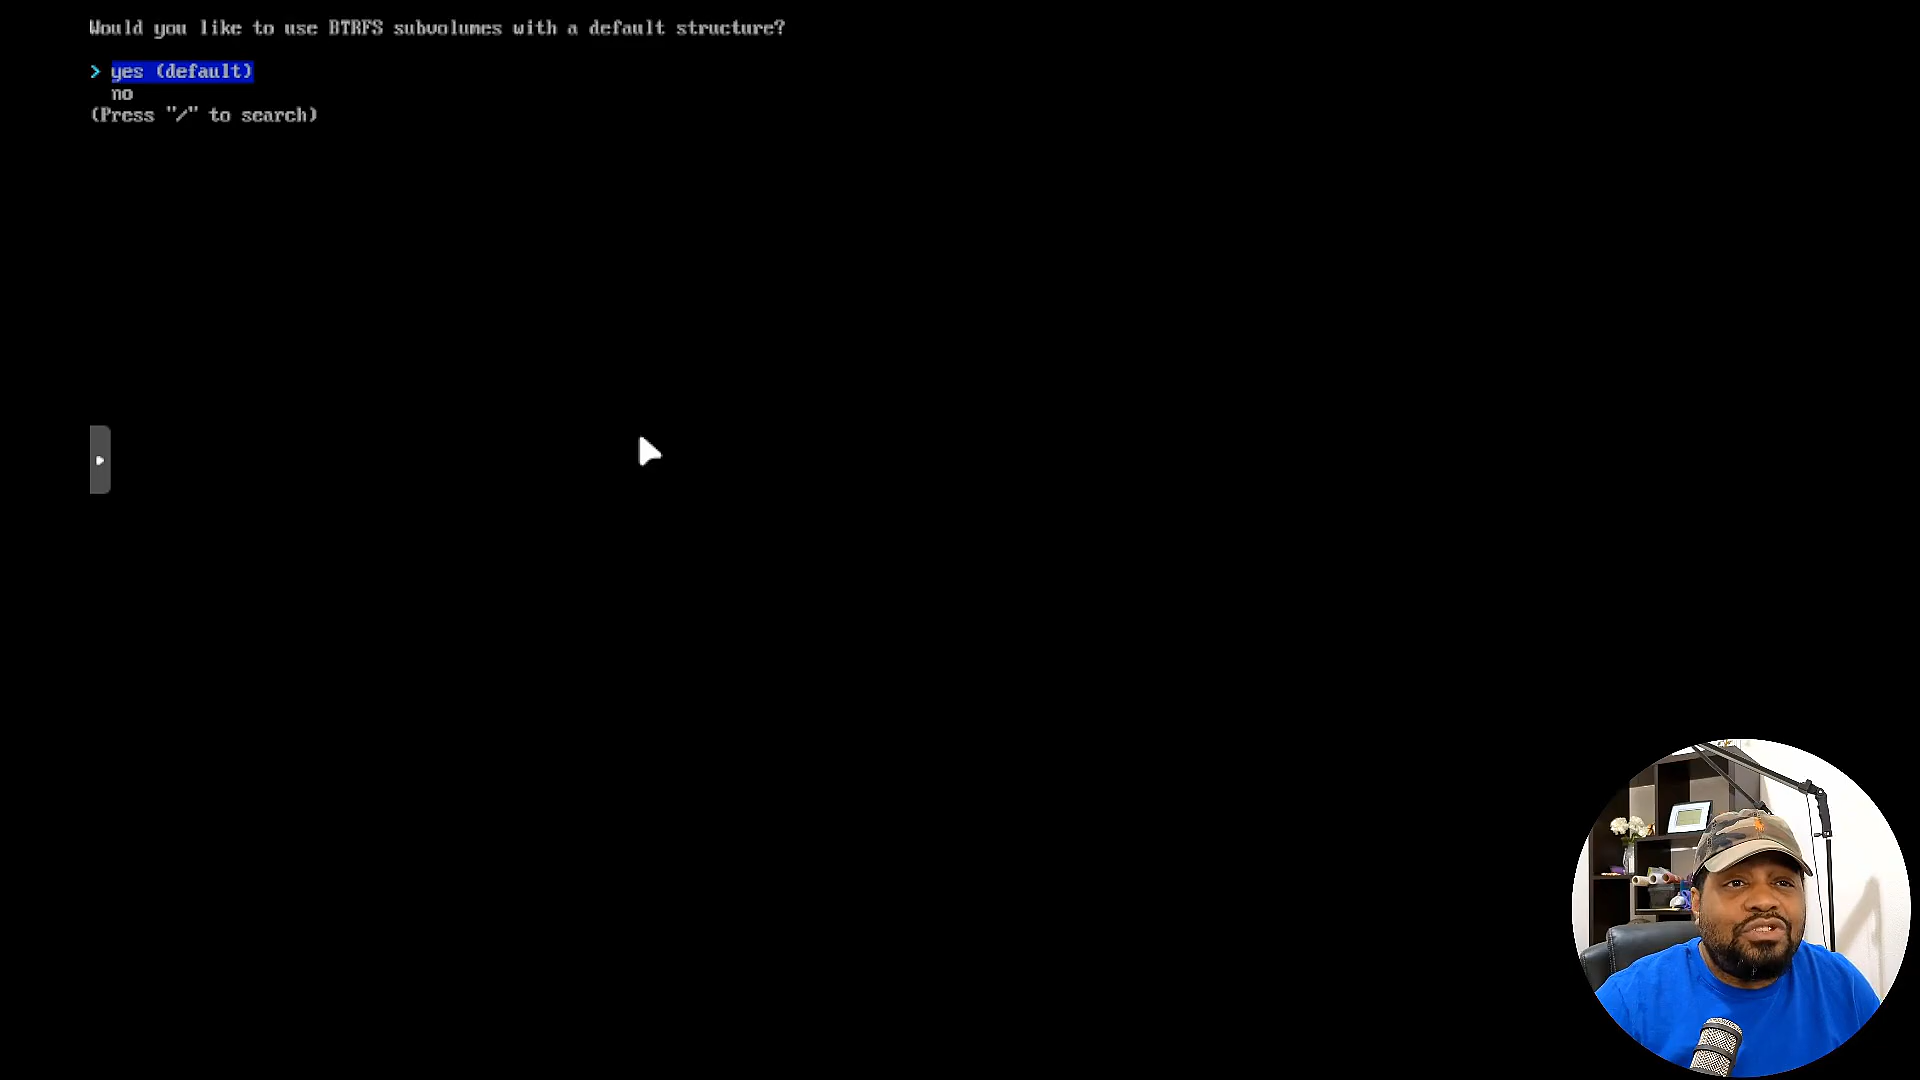 Would you like to use BTRFS subvolumes with a default structure?
> yes (default)
no
(Press "/" to search)